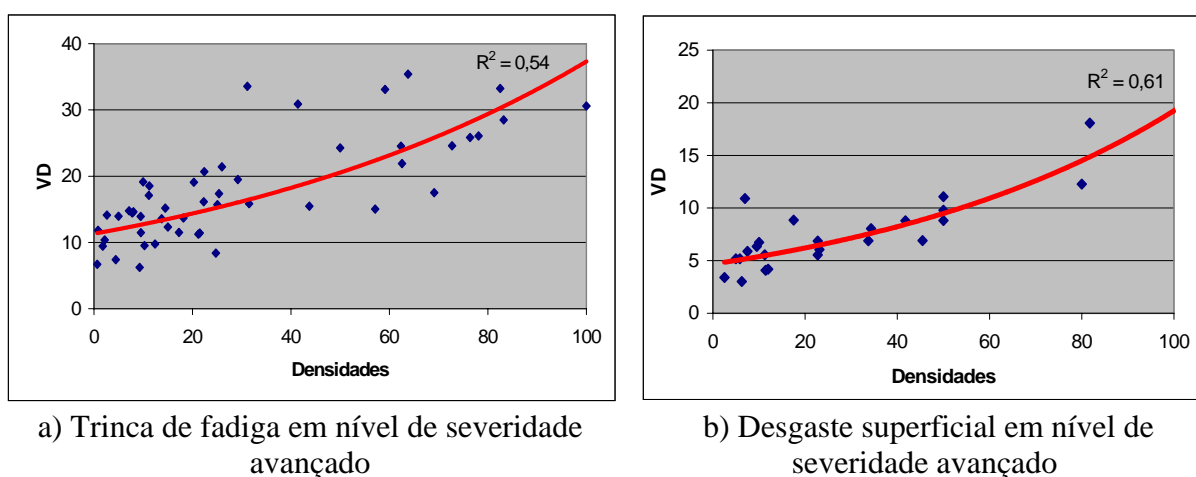 40
30
20
10
0
VD
R² = 0,54
0 20 40 60 80 100
Densidades
a) Trinca de fadiga em nível de severidade
avançado
25
20
15
10
5
0
VD
R² = 0,61
0 20 40 60 80 100
Densidades
b) Desgaste superficial em nível de
severidade avançado